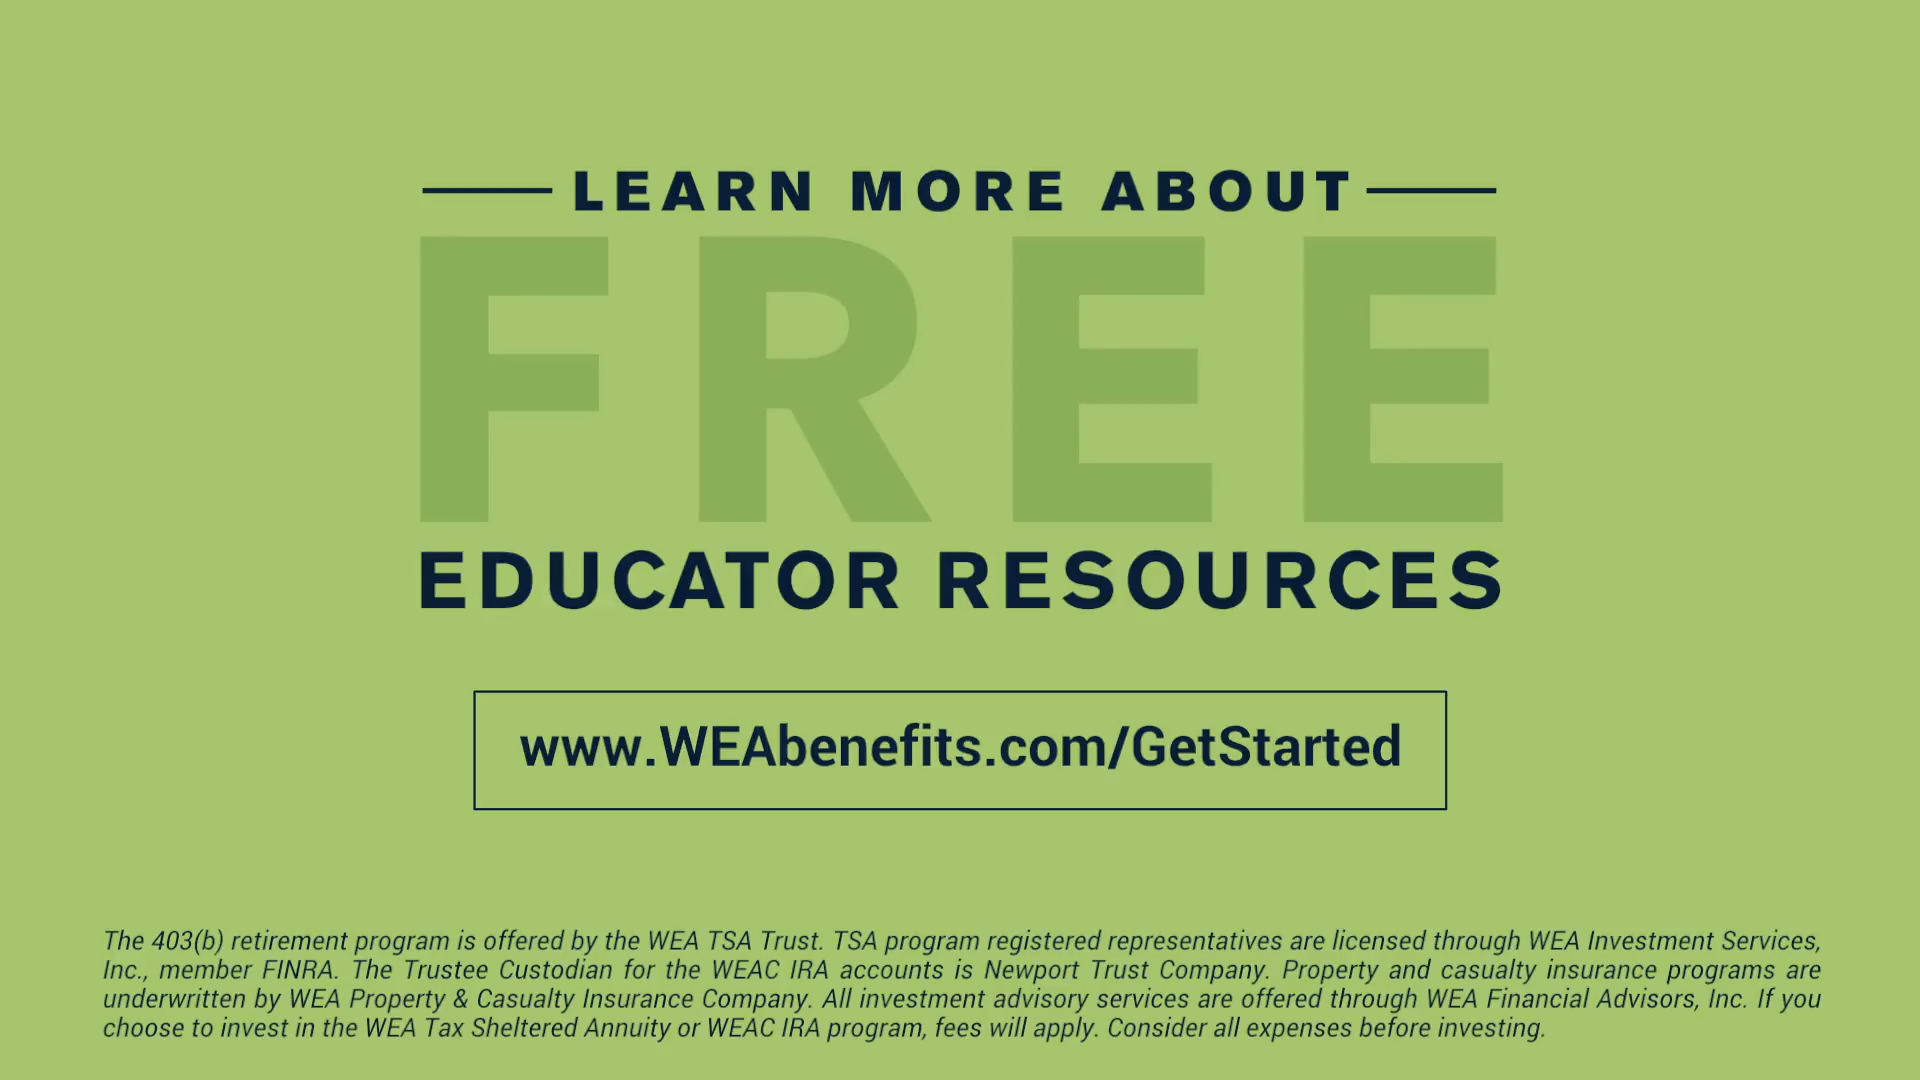 LEARN MORE ABOUT
FREE
EDUCATOR RESOURCES
www.WEAbenefits.com/GetStarted
The 403(b) retirement program is offered by the WEA TSA Trust. TSA program registered representatives are licensed through WEA Investment Services,
Inc., member FINRA. The Trustee Custodian for the WEAC IRA accounts is Newport Trust Company. Property and casualty insurance programs are
underwritten by WEA Property & Casualty Insurance Company. All investment advisory services are offered through WEA Financial Advisors, Inc. If you
choose to invest in the WEA Tax Sheltered Annuity or WEAC IRA program, fees will apply. Consider all expenses before investing.